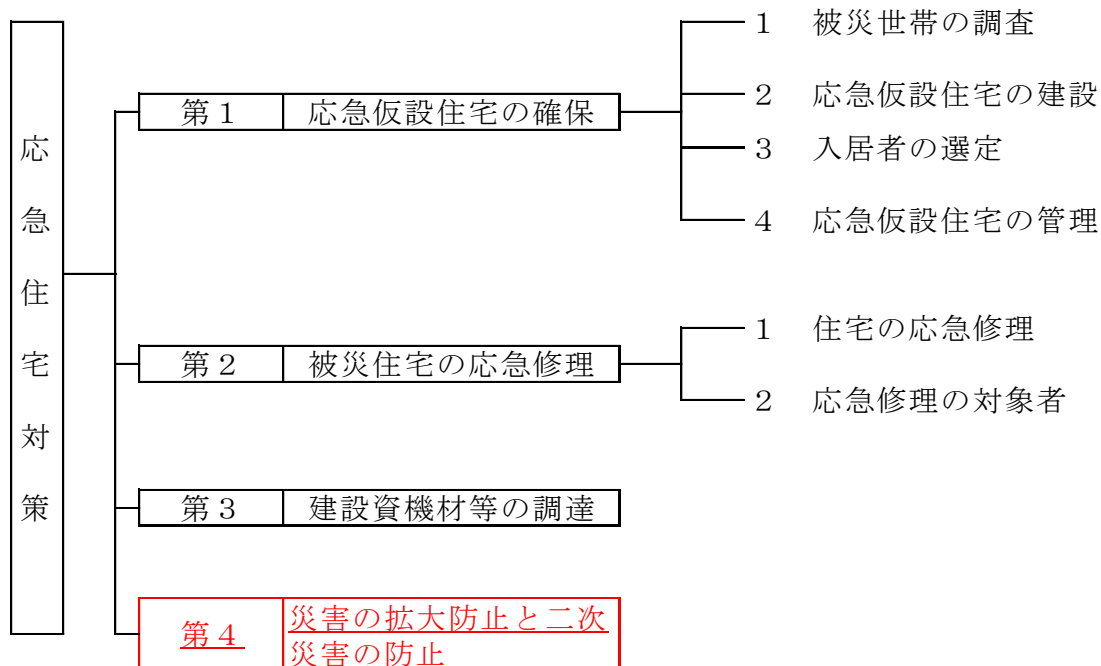 応急住宅対策
第１ 応急仮設住宅の確保
１ 被災世帯の調査
２ 応急仮設住宅の建設
３ 入居者の選定
４ 応急仮設住宅の管理
第２ 被災住宅の応急修理
１ 住宅の応急修理
２ 応急修理の対象者
第３ 建設資機材等の調達
第４ 災害の拡大防止と二次
災害の防止